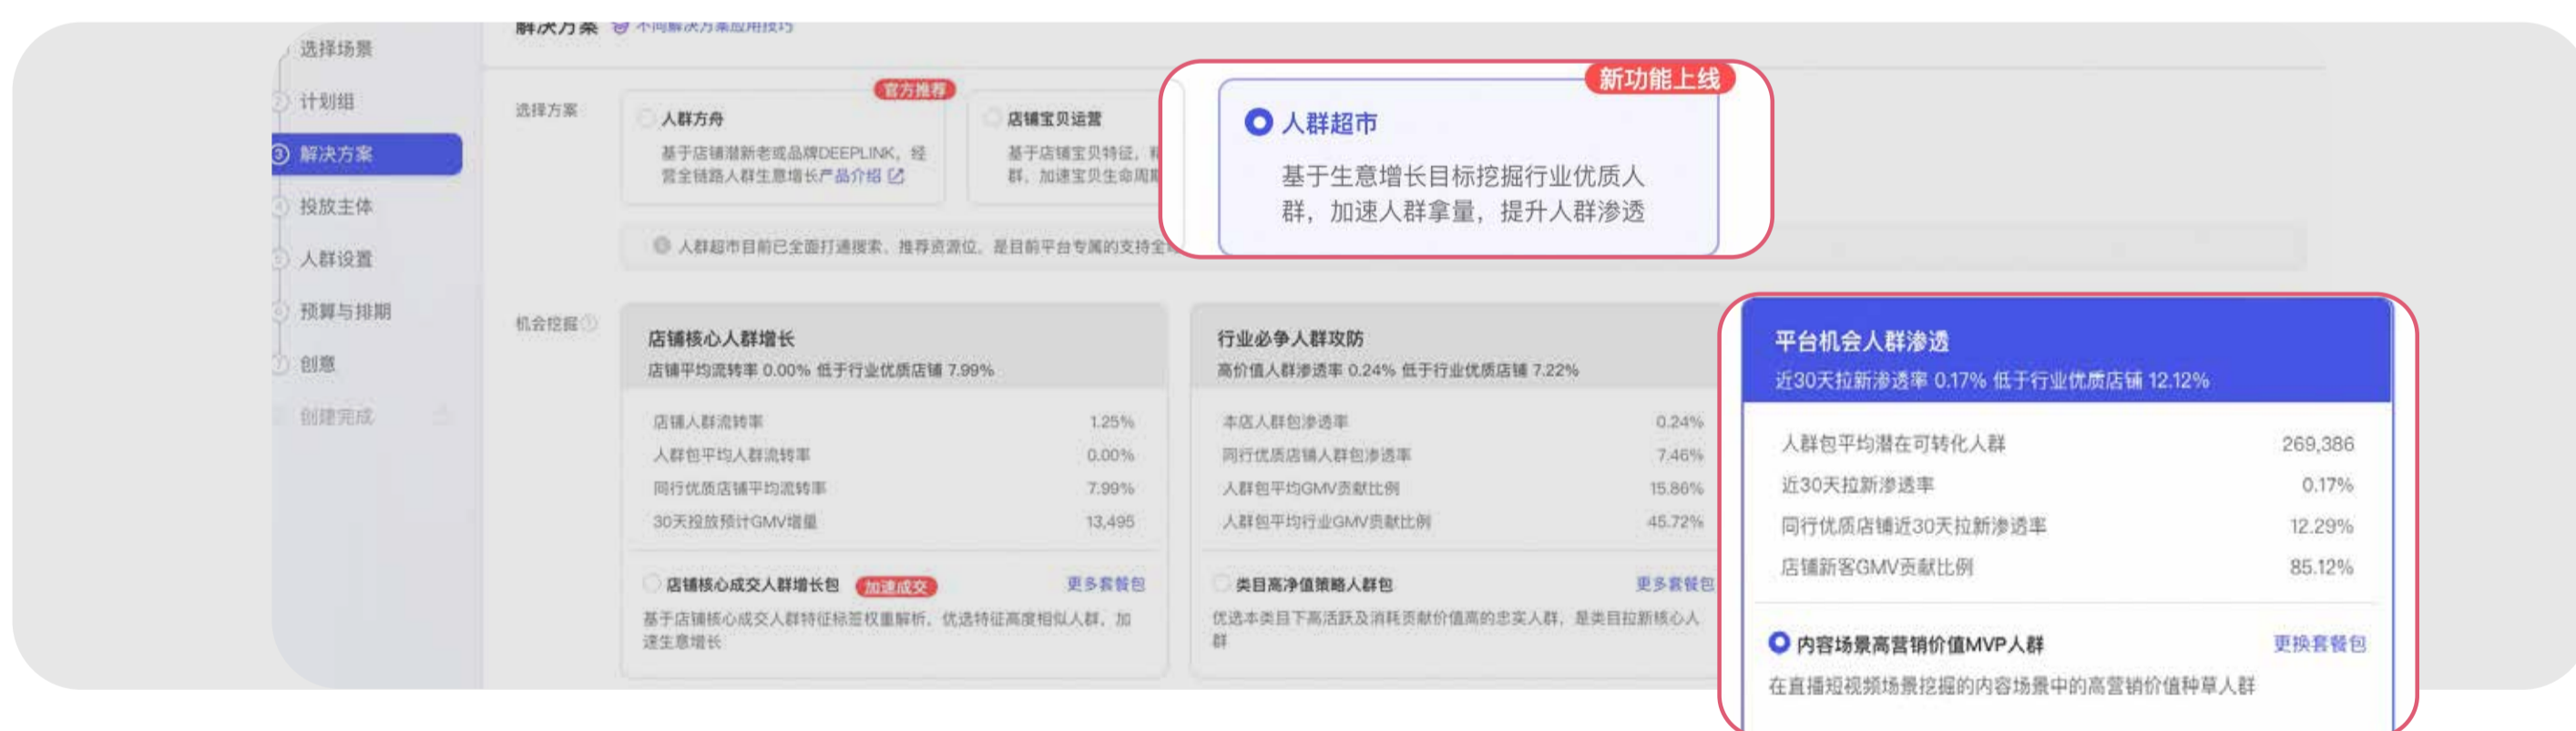 解决方案 不同解决方案应用技巧
选择场景
计划组
③ 解决方案
投放主体
人群设置
预算与排期
创意
创建完成
选择方案
官方推荐
人群方舟
基于店铺潜新老或品牌DEEPLINK，经
营全链路人群生意增长产品介绍
店铺宝贝运营
基于店铺宝贝特征，
群，加速宝贝生命周期
新功能上线
人群超市
基于生意增长目标挖掘行业优质人
群，加速人群拿量，提升人群渗透
人群超市目前已全面打通搜索、推荐资源位，是目前平台专属的支持全
机会挖掘
店铺核心人群增长
店铺平均流转率 0.00% 低于行业优质店铺 7.99%
店铺人群流转率 1.25%
人群包平均人群流转率 0.00%
同行优质店铺平均流转率 7.99%
30天投放预计GMV增量 13,495
店铺核心成交人群增长包 加速成交 更多套餐包
基于店铺核心成交人群特征标签权重解析，优选特征高度相似人群，加
速生意增长
行业必争人群攻防
高价值人群渗透率 0.24% 低于行业优质店铺 7.22%
本店人群包渗透率 0.24%
同行优质店铺人群包渗透率 7.46%
人群包平均GMV贡献比例 15.86%
人群包平均行业GMV贡献比例 45.72%
类目高净值策略人群包 更多套餐包
优选本类目下高活跃及消耗贡献价值高的忠实人群，是类目拉新核心人
群
平台机会人群渗透
近30天拉新渗透率 0.17% 低于行业优质店铺 12.12%
人群包平均潜在可转化人群 269,386
近30天拉新渗透率 0.17%
同行优质店铺近30天拉新渗透率 12.29%
店铺新客GMV贡献比例 85.12%
内容场景高营销价值MVP人群 更换套餐包
在直播短视频场景挖掘的内容场景中的高营销价值种草人群